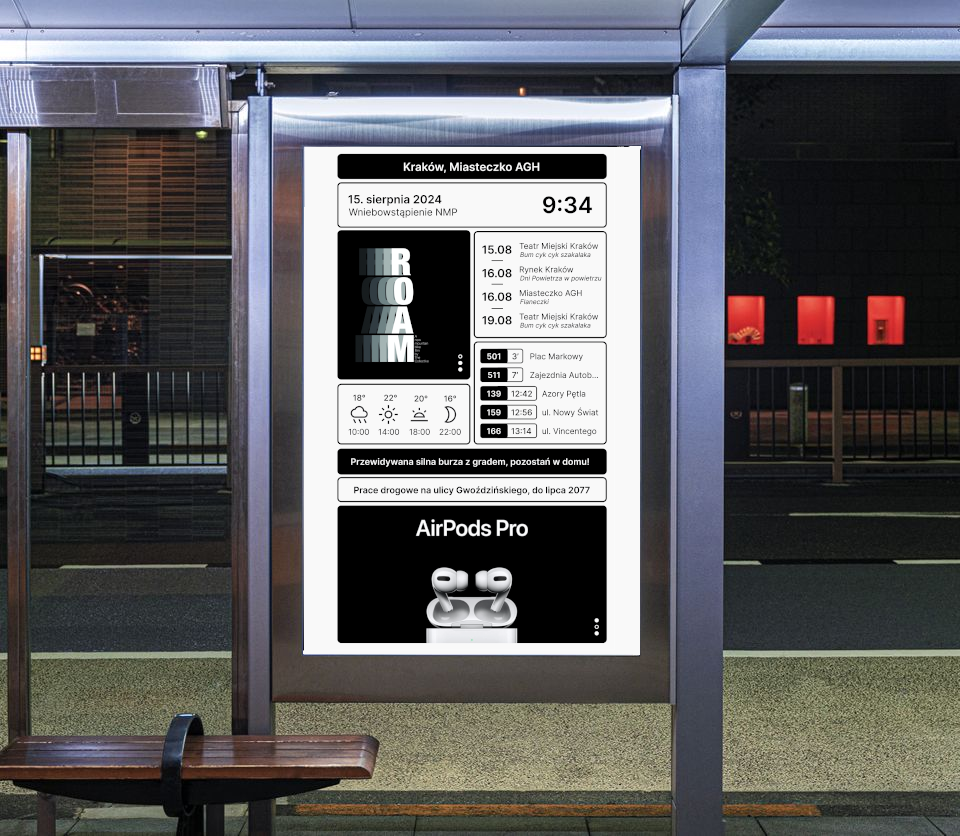 Kraków, Miasteczko AGH
15. sierpnia 2024
Wniebowstąpienie NMP
9:34
R
O
A
M
15.08 Teatr Miejski Kraków
Bum cyk cyk szakalaka
16.08 Rynek Kraków
Dni Powietrza w powietrzu
16.08 Miasteczko AGH
Flaneczki
19.08 Teatr Miejski Kraków
Bum cyk cyk szakalaka
501 3' Plac Markowy
511 7' Zajezdnia Autob...
139 12:42 Azory Pętla
159 12:56 ul. Nowy Świat
166 13:14 ul. Vincentego
18° 22° 20° 16°
10:00 14:00 18:00 22:00
Przewidywana silna burza z gradem, pozostań w domu!
Prace drogowe na ulicy Gwoździńskiego, do lipca 2077
AirPods Pro